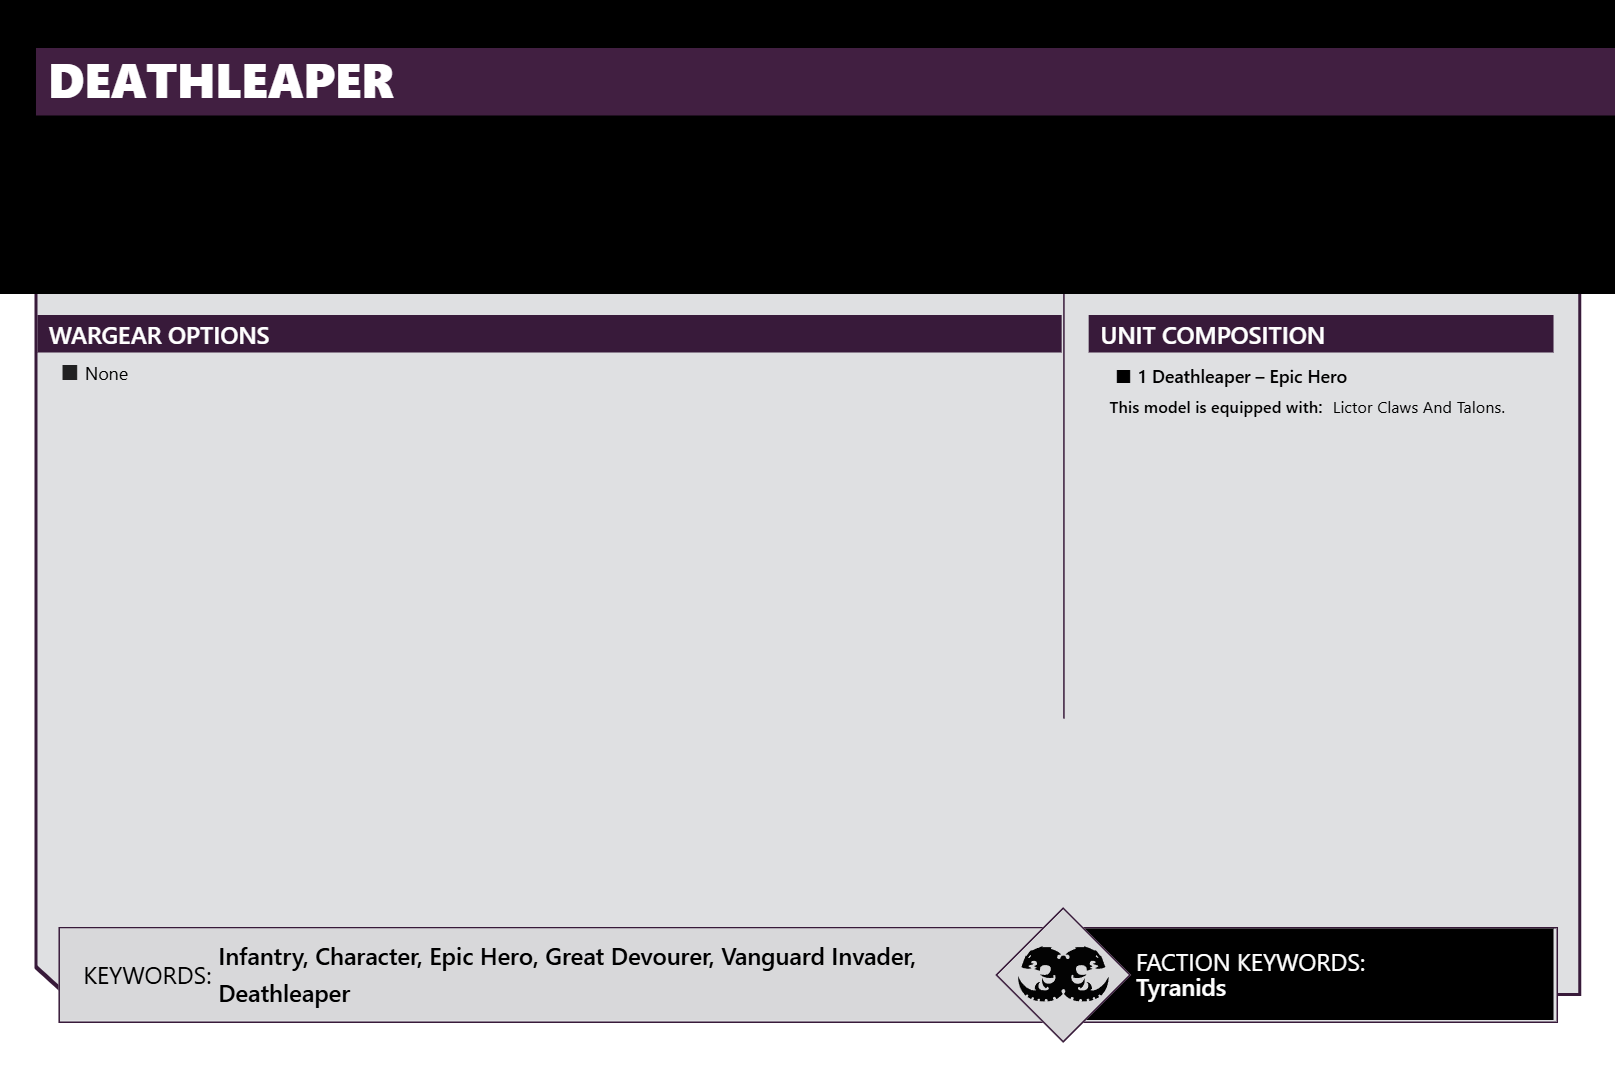 DEATHLEAPER
WARGEAR OPTIONS
■ None
UNIT COMPOSITION
■ 1 Deathleaper – Epic Hero
This model is equipped with: Lictor Claws And Talons.
KEYWORDS: Infantry, Character, Epic Hero, Great Devourer, Vanguard Invader,
Deathleaper
FACTION KEYWORDS:
Tyranids